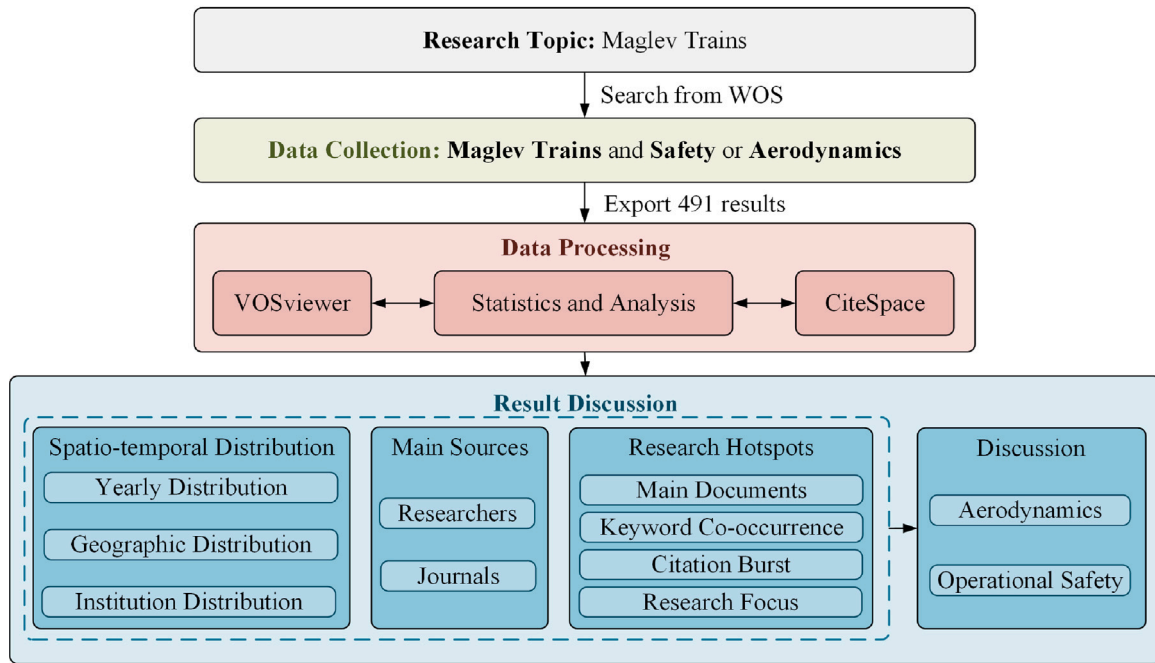 Research Topic: Maglev Trains
Search from WOS
Data Collection: Maglev Trains and Safety or Aerodynamics
Export 491 results
Data Processing
VOSviewer
Statistics and Analysis
CiteSpace
Result Discussion
Spatio-temporal Distribution
Yearly Distribution
Geographic Distribution
Institution Distribution
Main Sources
Researchers
Journals
Research Hotspots
Main Documents
Keyword Co-occurrence
Citation Burst
Research Focus
Discussion
Aerodynamics
Operational Safety